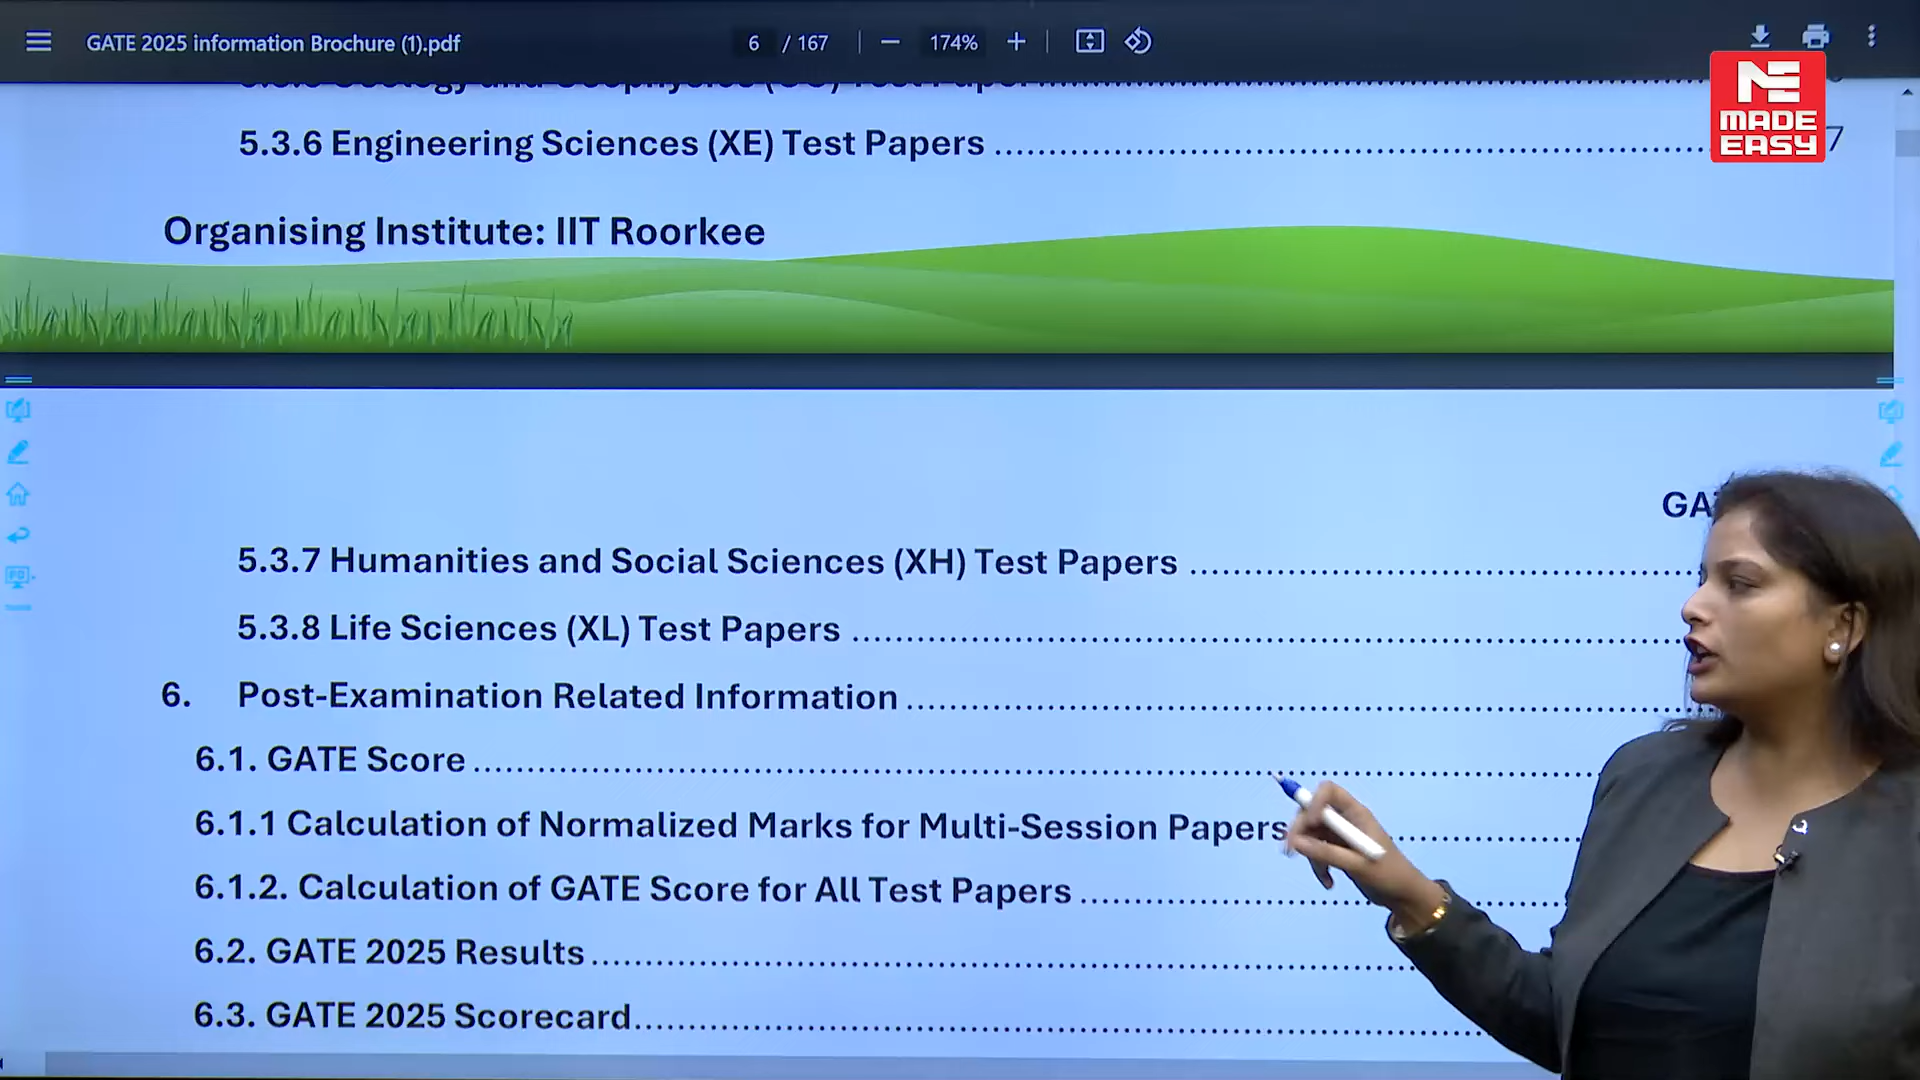 GATE 2025 information Brochure (1).pdf
6 / 167
174%
MADE
EASY
5.3.6 Engineering Sciences (XE) Test Papers ........................................................ 7
Organising Institute: IIT Roorkee
GA
5.3.7 Humanities and Social Sciences (XH) Test Papers ........................................
5.3.8 Life Sciences (XL) Test Papers ................................................................
6. Post-Examination Related Information ..............................................................
6.1. GATE Score ......................................................................................
6.1.1 Calculation of Normalized Marks for Multi-Session Papers ................
6.1.2. Calculation of GATE Score for All Test Papers ..............................
6.2. GATE 2025 Results ..............................................................
6.3. GATE 2025 Scorecard ................................................................